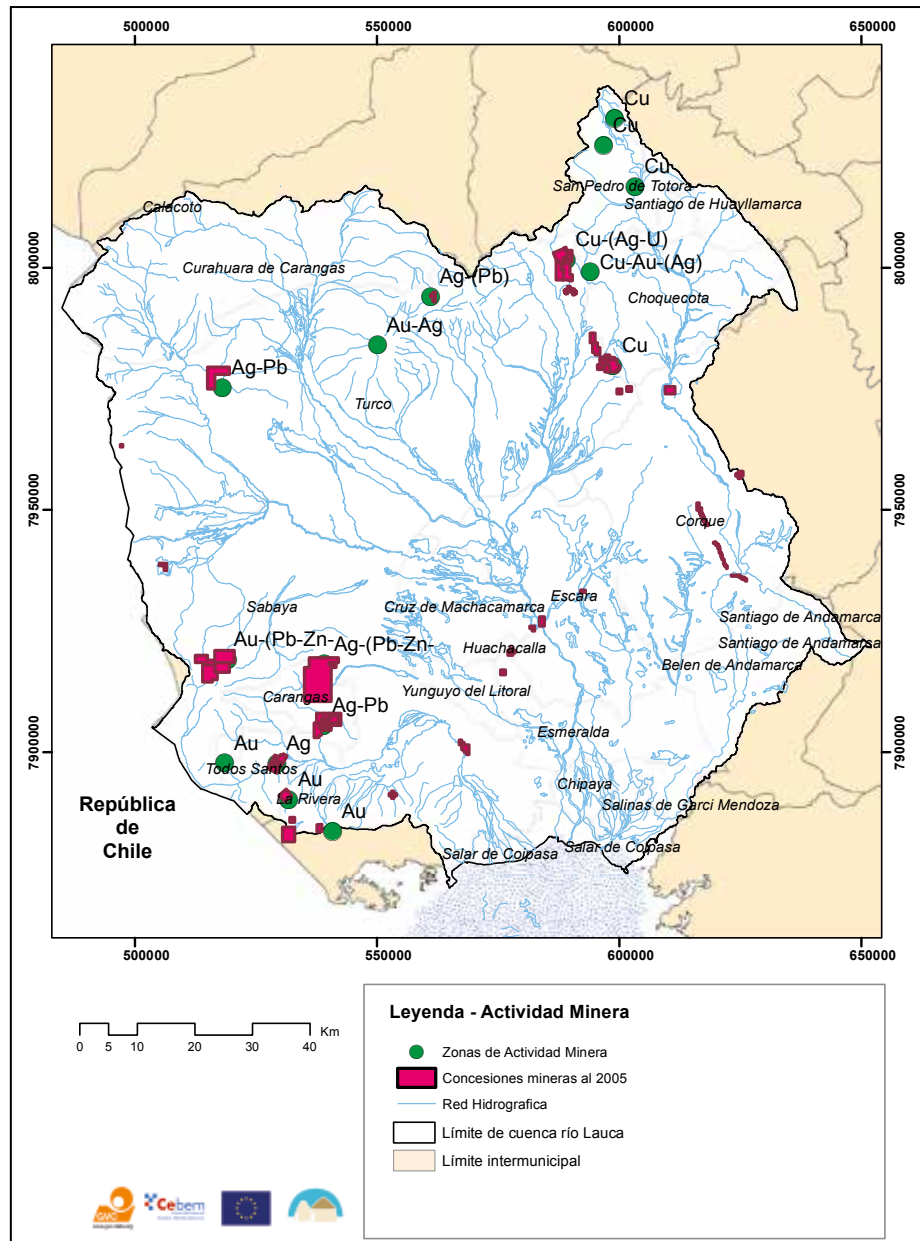 500000 550000 600000 650000
Cu
Cu
Cu
San Pedro de Totora
Santiago de Huayllamarca
Calacoto
Cu-(Ag-U)
8000000
8000000
Curahuara de Carangas
Cu-Au-(Ag)
Ag-(Pb)
Choquecota
Au-Ag
Cu
Ag-Pb
Turco
7950000
7950000
Corque
Escara
Sabaya
Cruz de Machacamarca
Santiago de Andamarca
Au-(Pb-Zn-
Ag-(Pb-Zn-
Huachacalla
Santiago de Andamarca
Belen de Andamarca
Carangas
Yunguyo del Litoral
Ag-Pb
Esmeralda
7900000
7900000
Au
Ag
Todos Santos
Au
Chipaya
La Rivera
Salinas de Garci Mendoza
República
de
Chile
Au
Salar de Coipasa
Salar de Coipasa
500000 550000 600000 650000
Leyenda - Actividad Minera
Km
0 5 10 20 30 40
Zonas de Actividad Minera
Concesiones mineras al 2005
Red Hidrografica
Límite de cuenca río Lauca
Límite intermunicipal
Cebem